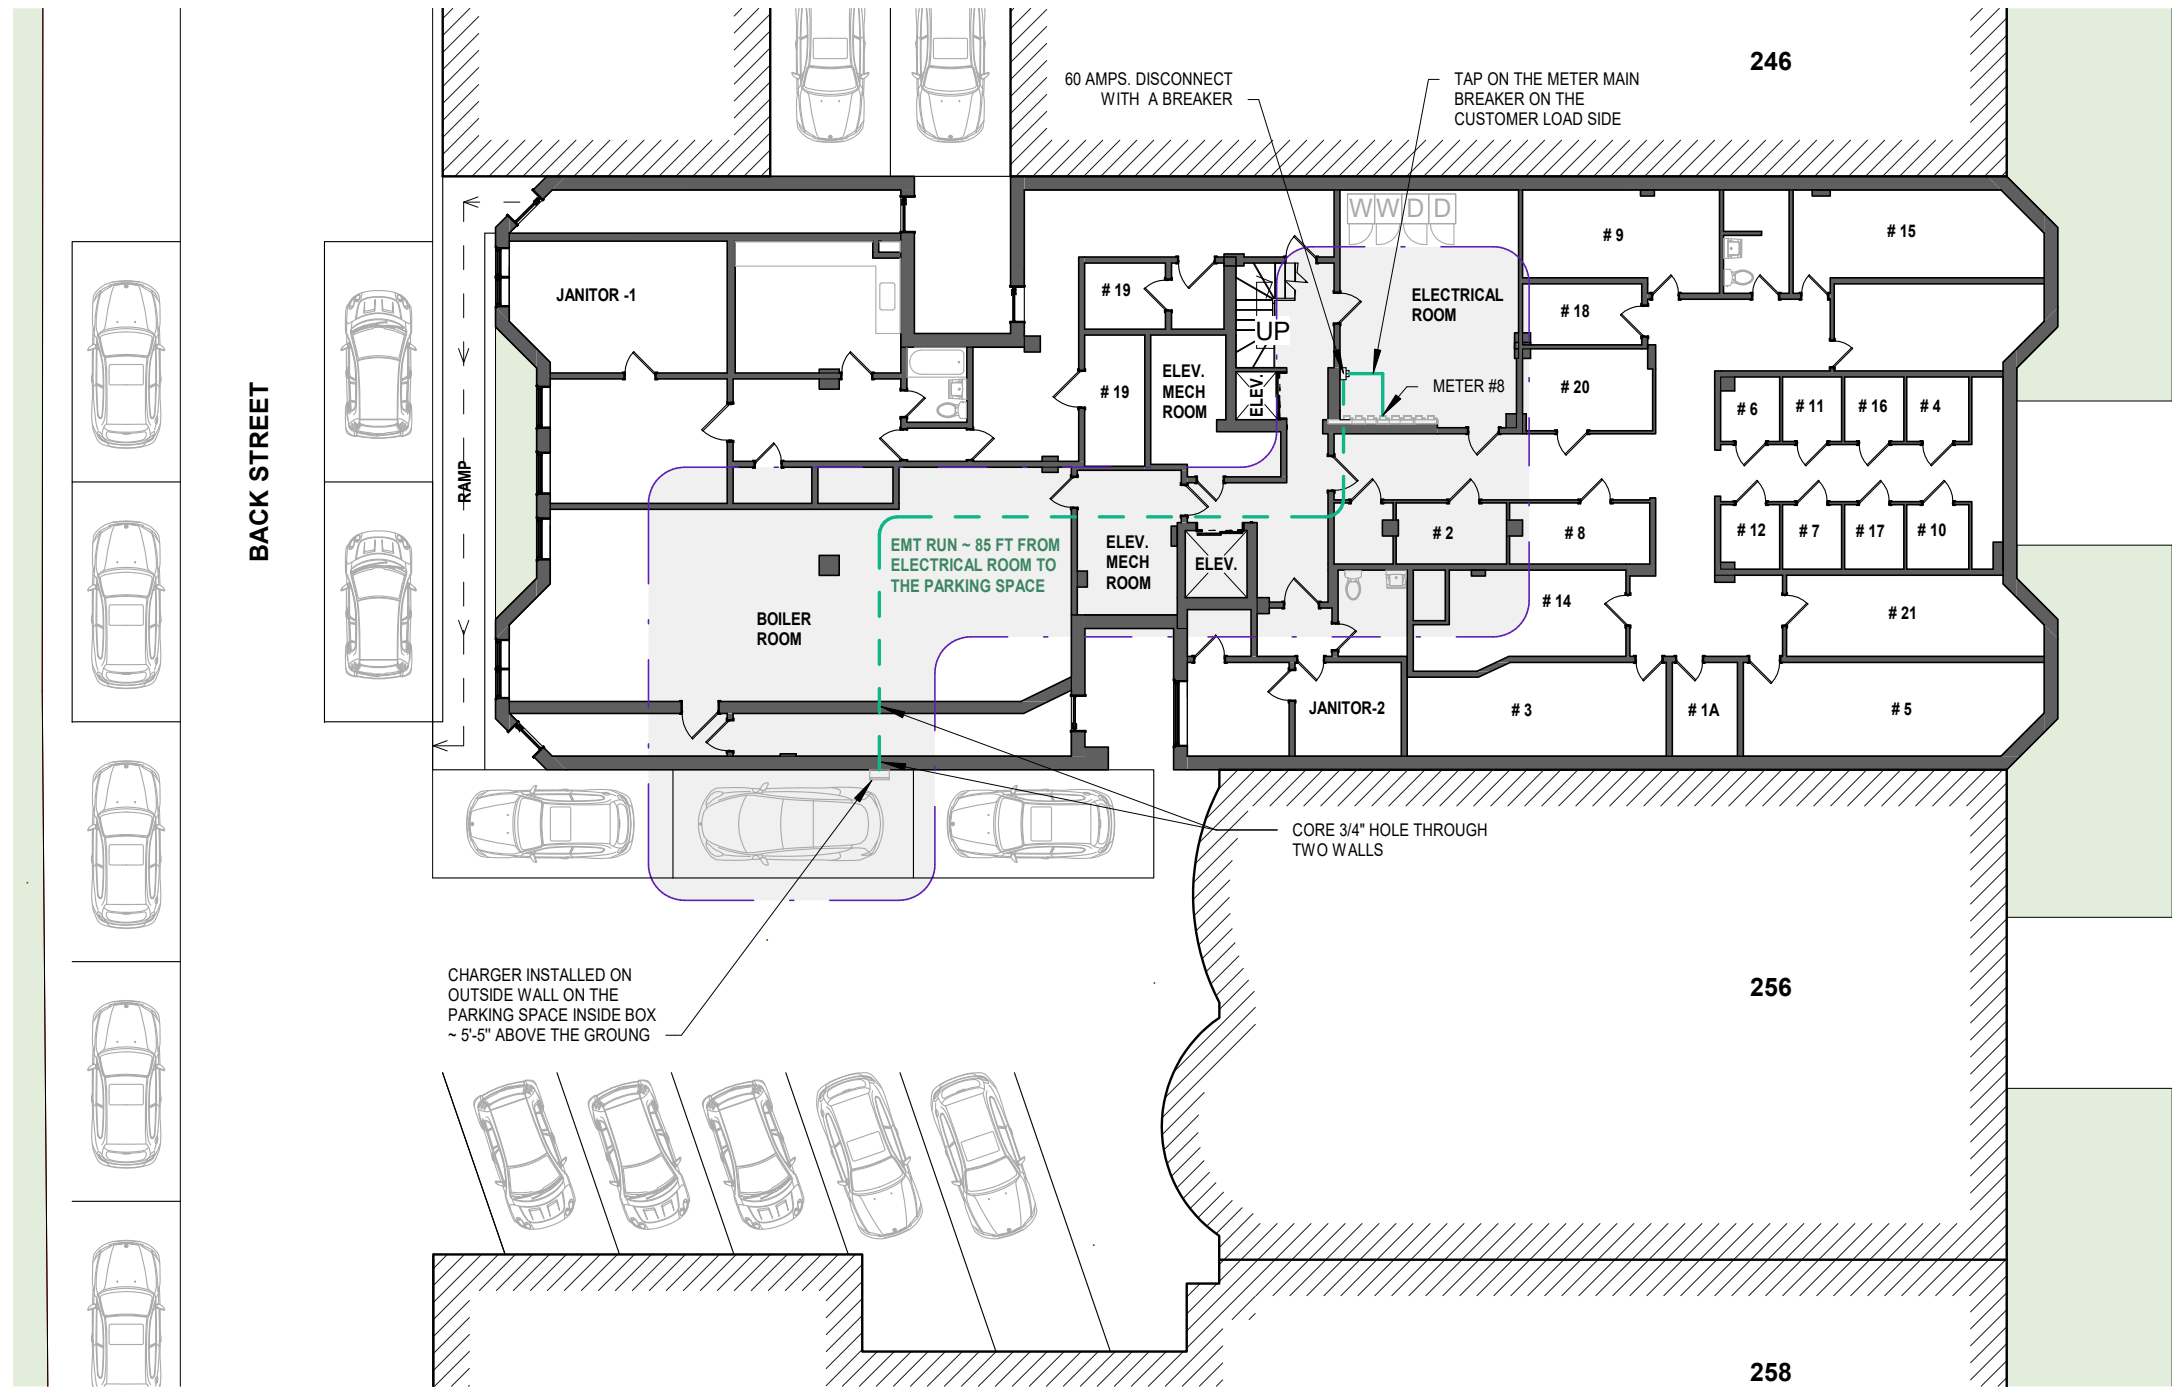 246
60 AMPS. DISCONNECT
WITH A BREAKER
TAP ON THE METER MAIN
BREAKER ON THE
CUSTOMER LOAD SIDE
WWDD
# 9
# 15
JANITOR -1
# 19
ELECTRICAL
ROOM
# 18
UP
BACK STREET
RAMP
ELEV.
MECH
ROOM
# 19
ELEV.
METER #8
# 20
# 6
# 11
# 16
# 4
EMT RUN ~ 85 FT FROM
ELECTRICAL ROOM TO
THE PARKING SPACE
ELEV.
MECH
ROOM
ELEV.
# 2
# 8
# 12
# 7
# 17
# 10
BOILER
ROOM
# 14
# 21
JANITOR-2
# 3
# 1A
# 5
CORE 3/4" HOLE THROUGH
TWO WALLS
CHARGER INSTALLED ON
OUTSIDE WALL ON THE
PARKING SPACE INSIDE BOX
~ 5'-5" ABOVE THE GROUNG
256
258